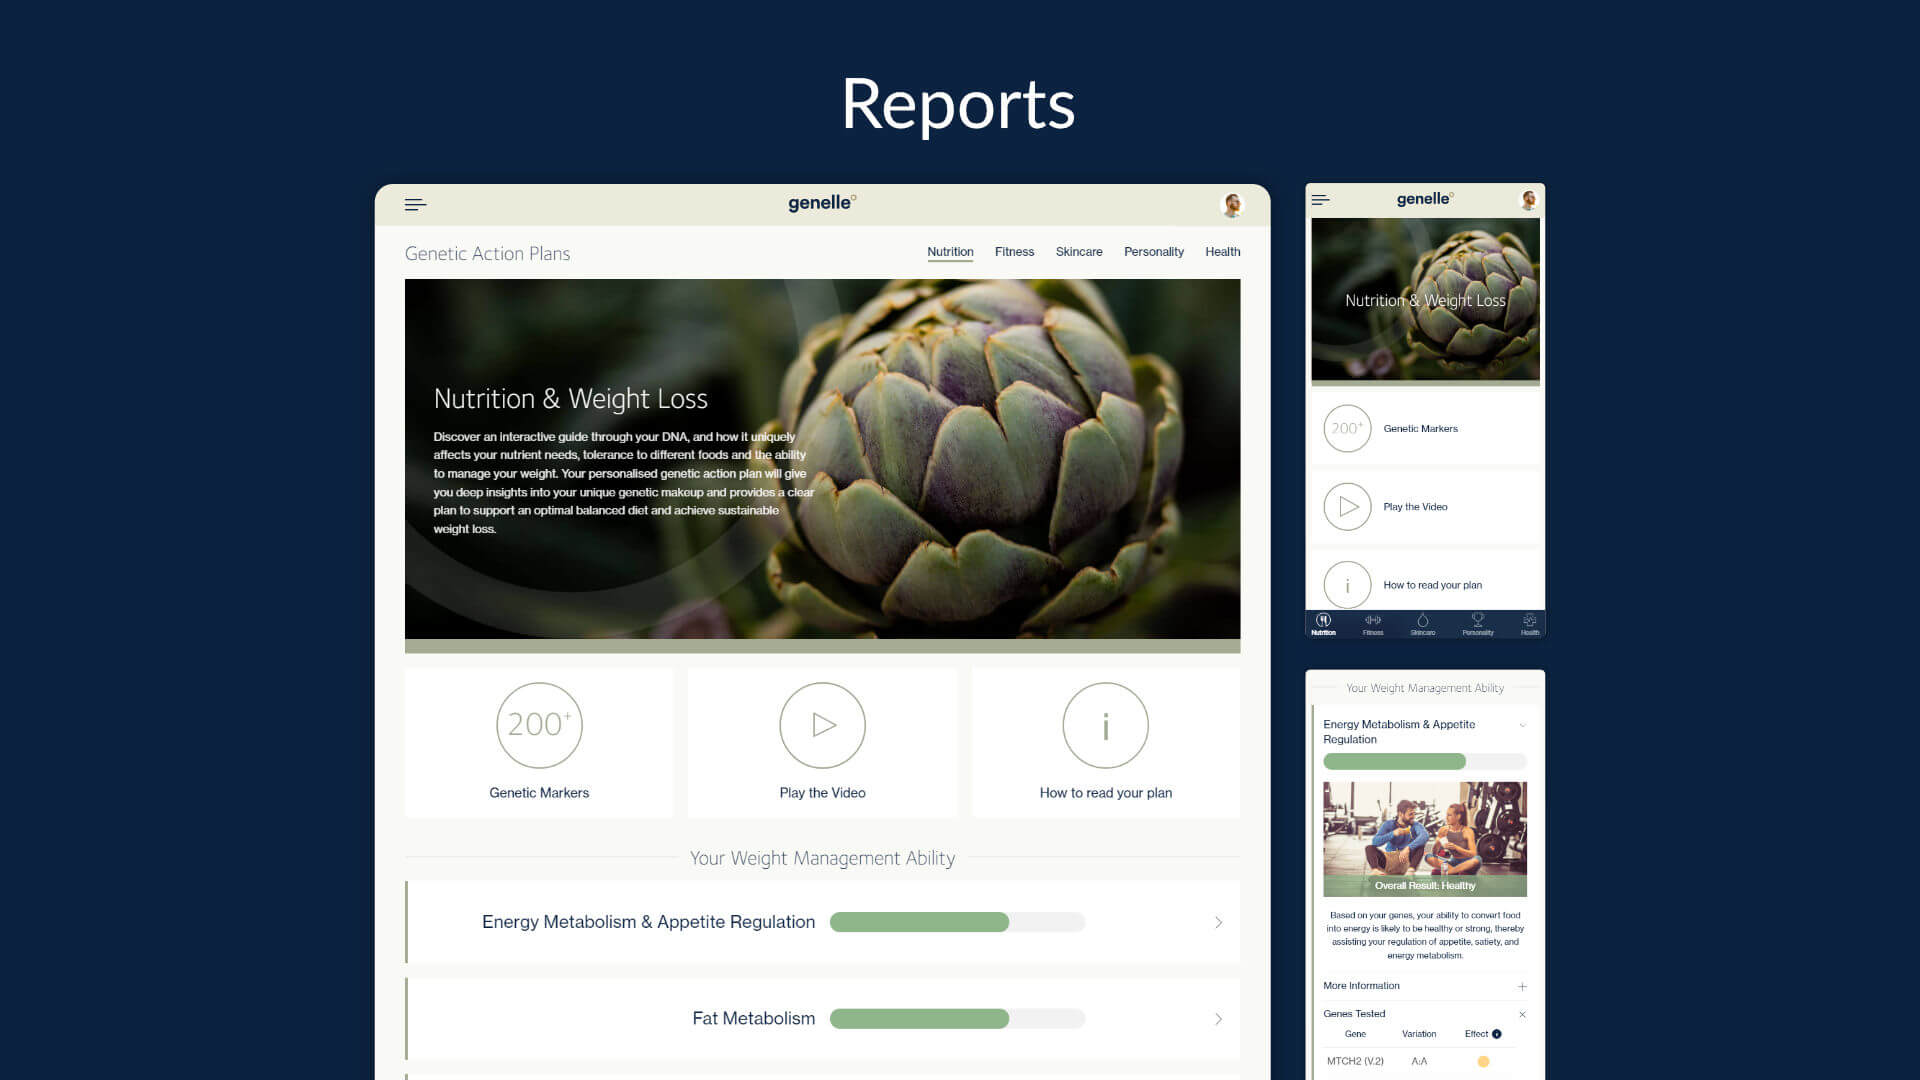 Reports
genelle
Genetic Action Plans
Nutrition
Fitness
Skincare
Personality
Health
Nutrition & Weight Loss
Discover an interactive guide through your DNA, and how it uniquely
affects your nutrient needs, tolerance to different foods and the ability
to manage your weight. Your personalised genetic action plan will give
you deep insights into your unique genetic makeup and provides a clear
plan to support an optimal balanced diet and achieve sustainable
weight loss.
200+
Genetic Markers
Play the Video
i
How to read your plan
Your Weight Management Ability
Energy Metabolism & Appetite Regulation
Fat Metabolism
genelle
Nutrition & Weight Loss
200+
Genetic Markers
Play the Video
i
How to read your plan
Nutrition
Fitness
Skincare
Personality
Health
Your Weight Management Ability
Energy Metabolism & Appetite
Regulation
Overall Result: Healthy
Based on your genes, your ability to convert food
into energy is likely to be healthy or strong, thereby
assisting your regulation of appetite, satiety, and
energy metabolism.
More Information
Genes Tested
Gene Variation Effect
MTCH2 (V.2) A:A